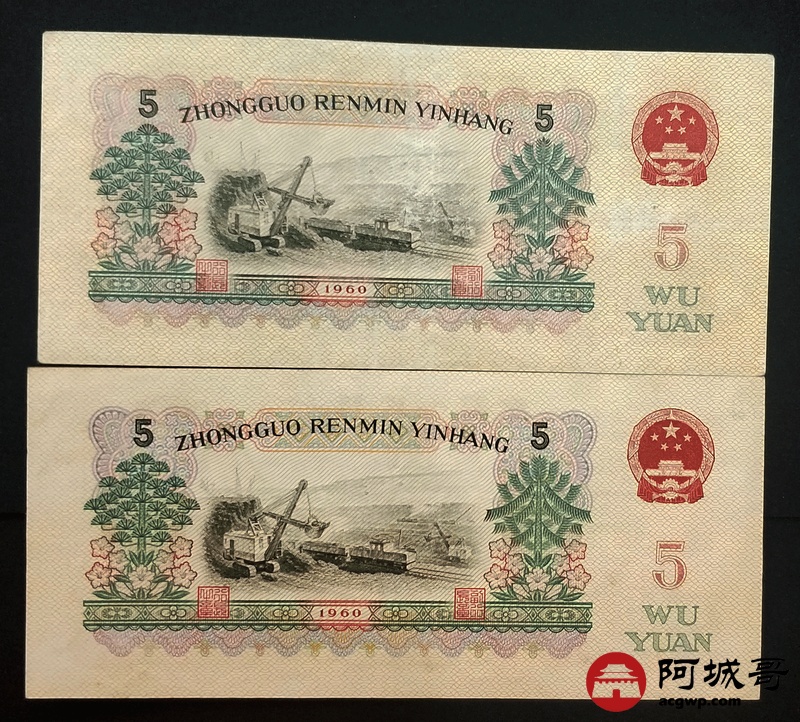 5 ZHONGGUO RENMIN YINHANG 5
5
WU
YUAN
1960
5 ZHONGGUO RENMIN YINHANG 5
5
WU
YUAN
1960
阿城哥
acgwp.com